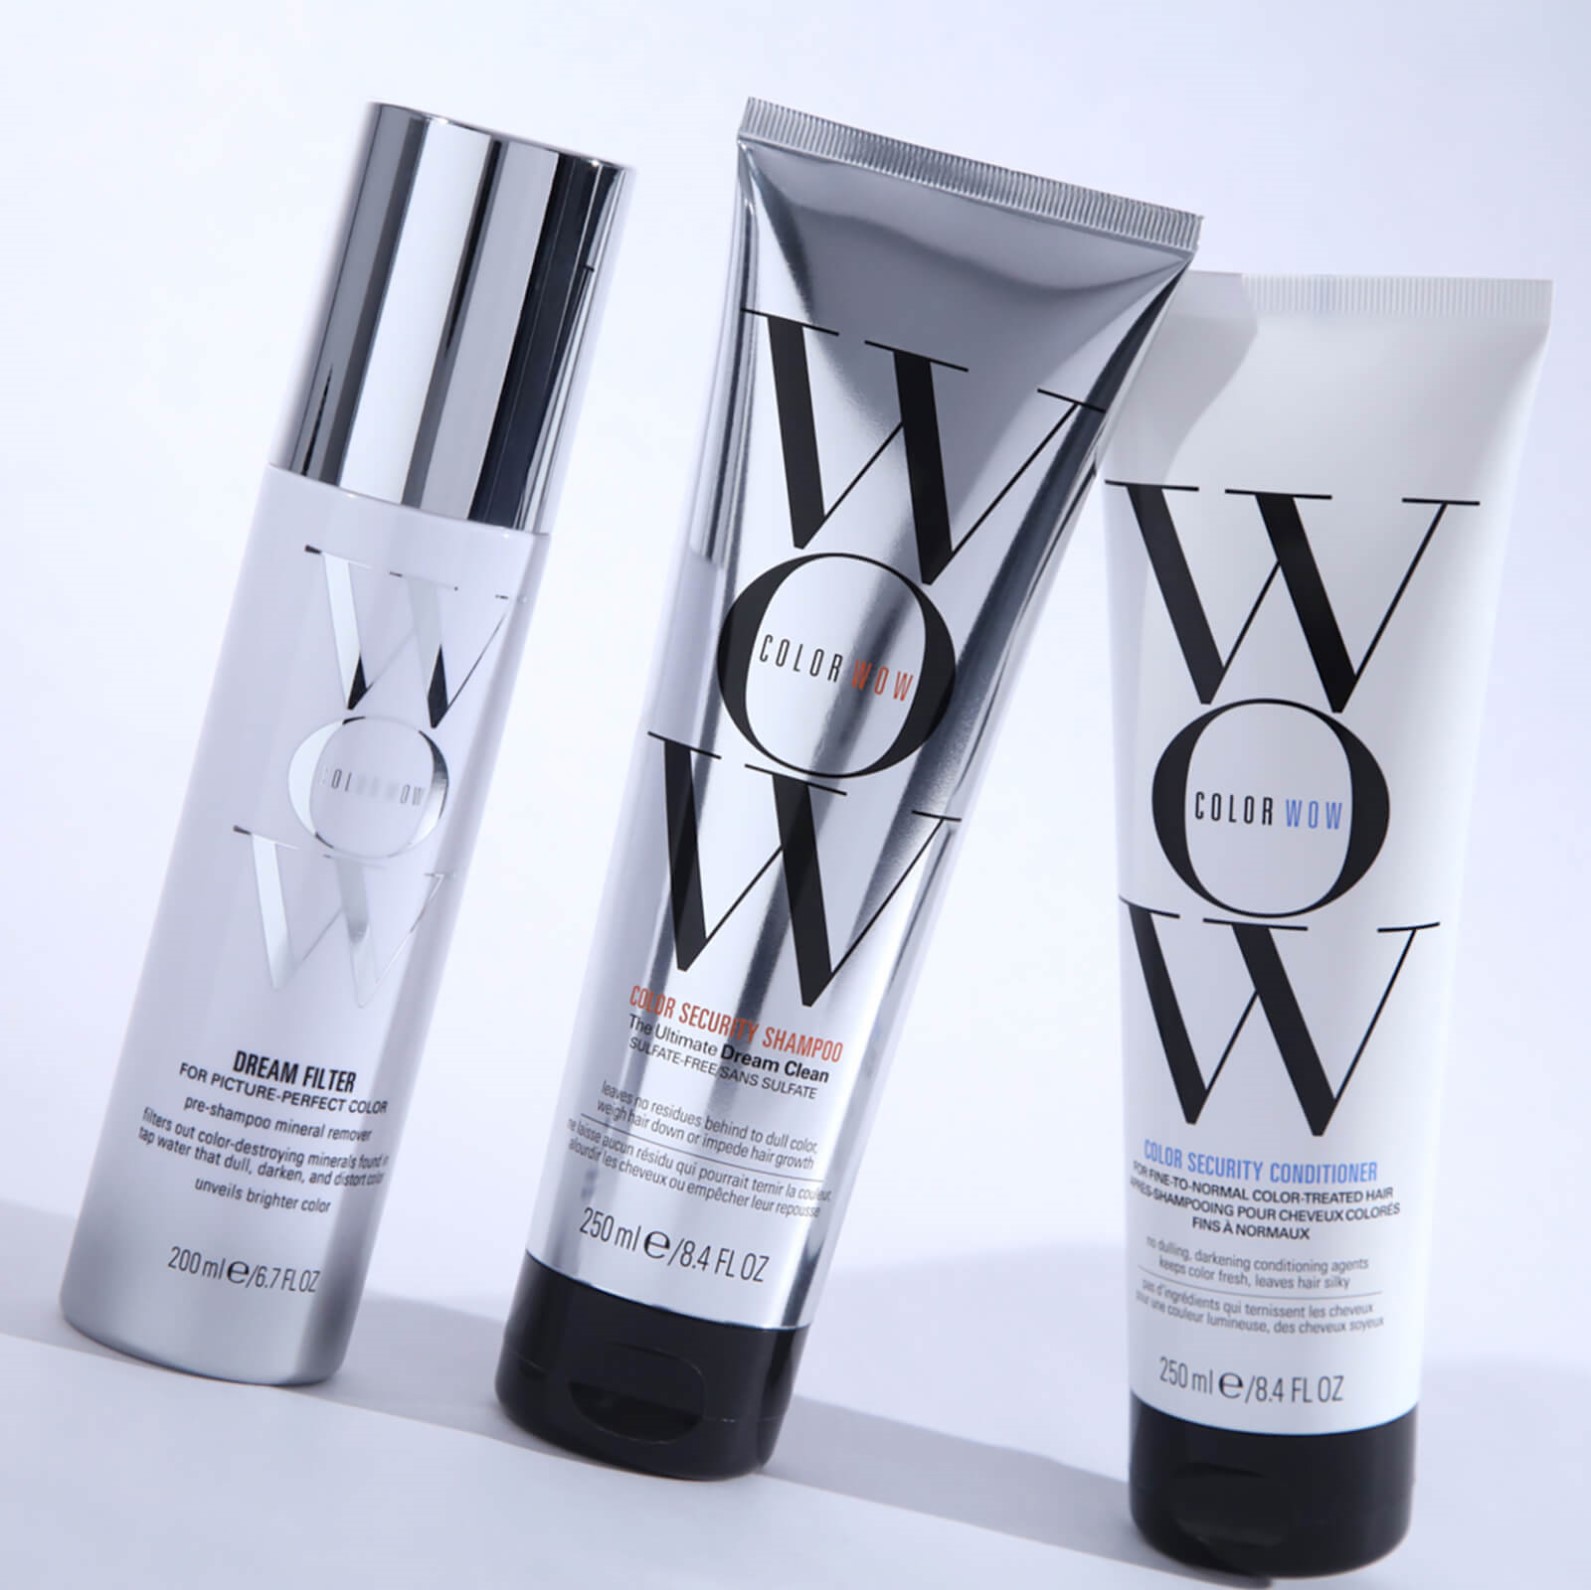 W
O
W
COLOR WOW
DREAM FILTER
FOR PICTURE-PERFECT COLOR
pre-shampoo mineral remover
filters out color-destroying minerals found in
tap water that dull, darken, and distort color
unveils brighter color
200 ml e/6.7 FL OZ
W
O
W
COLOR WOW
COLOR SECURITY SHAMPOO
The Ultimate Dream Clean
SULFATE-FREE/SANS SULFATE
leaves no residues behind to dull color,
weigh hair down or impede hair growth
ne laisse aucun résidu qui pourrait ternir la couleur,
alourdir les cheveux ou empêcher leur repousse
250 ml e/8.4 FL OZ
W
O
W
COLOR WOW
COLOR SECURITY CONDITIONER
FOR FINE-TO-NORMAL COLOR-TREATED HAIR
APRÈS-SHAMPOOING POUR CHEVEUX COLORÉS
FINS À NORMAUX
no dulling, darkening conditioning agents
keeps color fresh, leaves hair silky
pas d'ingrédients qui ternissent les cheveux
pour une couleur lumineuse, des cheveux soyeux
250 ml e/8.4 FL OZ